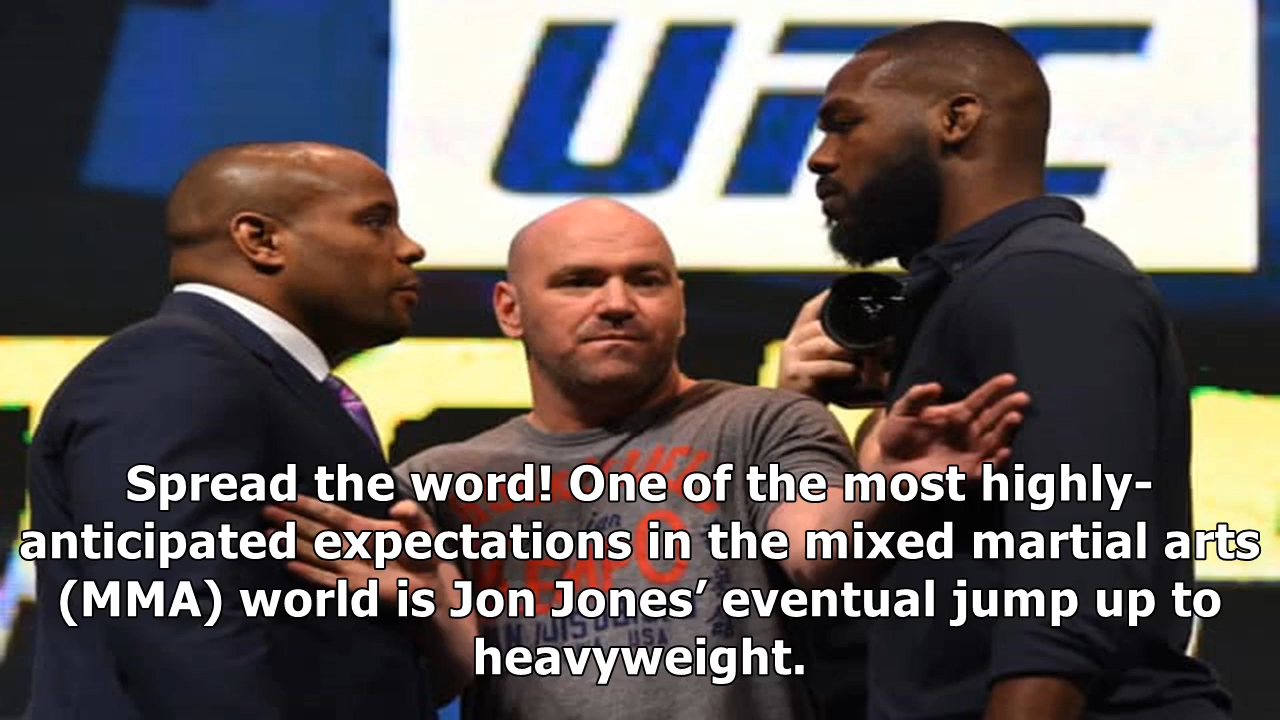 UFC
Spread the word! One of the most highly-
anticipated expectations in the mixed martial arts
(MMA) world is Jon Jones’ eventual jump up to
heavyweight.
USA